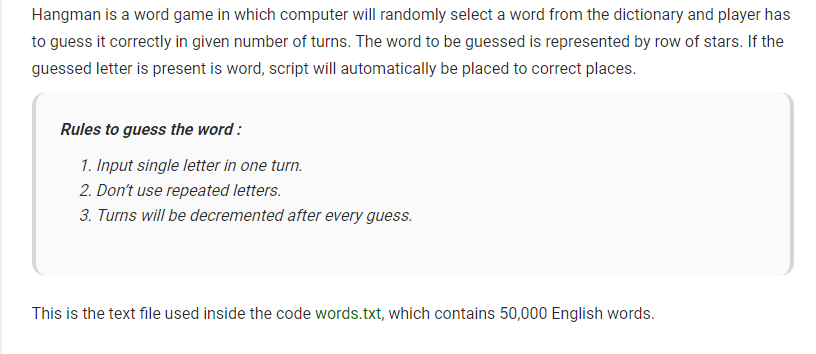 Hangman is a word game in which computer will randomly select a word from the dictionary and player has
to guess it correctly in given number of turns. The word to be guessed is represented by row of stars. If the
guessed letter is present is word, script will automatically be placed to correct places.
Rules to guess the word :
1. Input single letter in one turn.
2. Don't use repeated letters.
3. Turns will be decremented after every guess.
This is the text file used inside the code words.txt, which contains 50,000 English words.